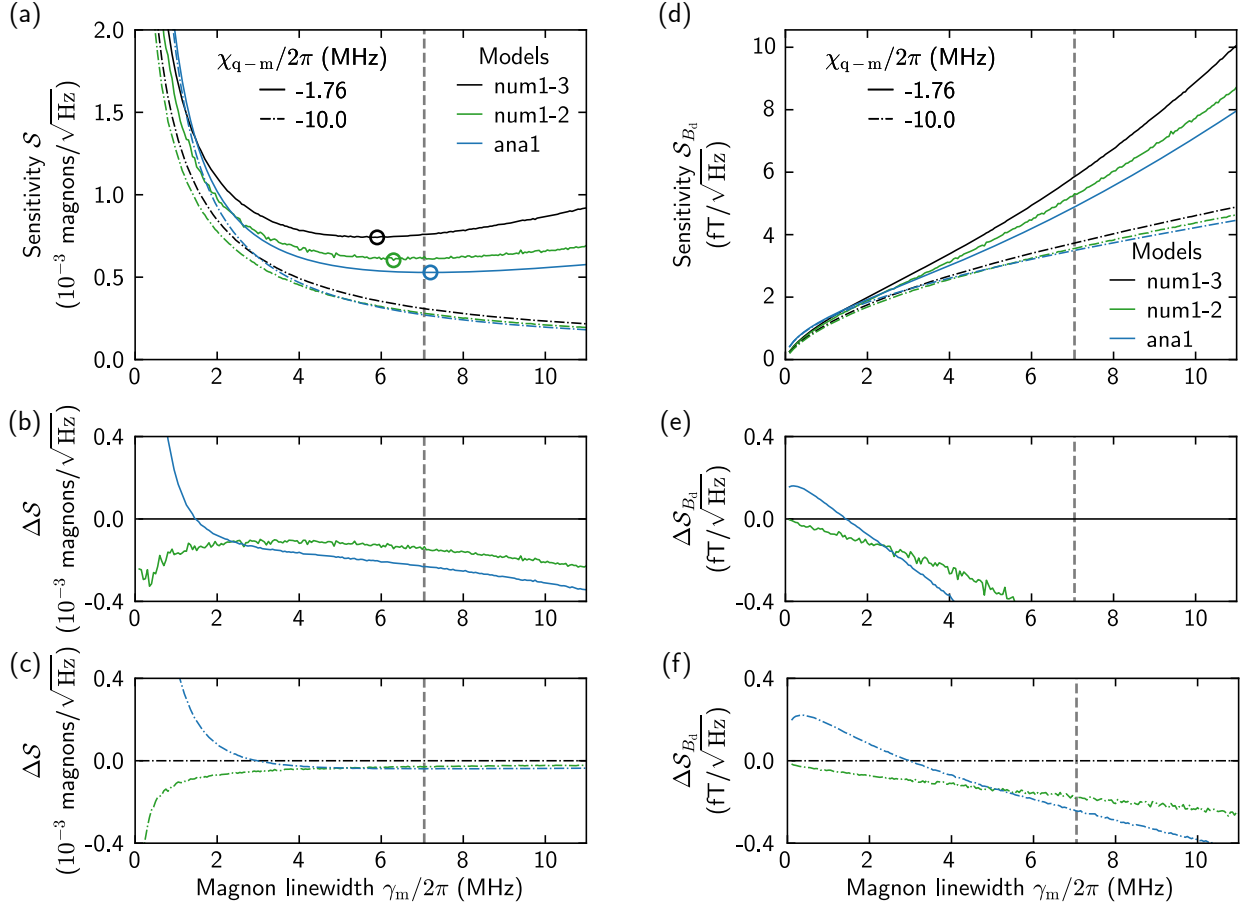 (a)
Sensitivity 𝒮
(10⁻³ magnons/√Hz)
2.0
1.5
1.0
0.5
0.0
χq−m/2π (MHz)
-1.76
-10.0
Models
num1-3
num1-2
ana1
0 2 4 6 8 10
(b)
Δ𝒮
(10⁻³ magnons/√Hz)
0.4
0.0
-0.4
0 2 4 6 8 10
(c)
Δ𝒮
(10⁻³ magnons/√Hz)
0.4
0.0
-0.4
0 2 4 6 8 10
Magnon linewidth γm/2π (MHz)
(d)
Sensitivity 𝒮Bd
(fT/√Hz)
10
8
6
4
2
0
χq−m/2π (MHz)
-1.76
-10.0
Models
num1-3
num1-2
ana1
0 2 4 6 8 10
(e)
Δ𝒮Bd
(fT/√Hz)
0.4
0.0
-0.4
0 2 4 6 8 10
(f)
Δ𝒮Bd
(fT/√Hz)
0.4
0.0
-0.4
0 2 4 6 8 10
Magnon linewidth γm/2π (MHz)